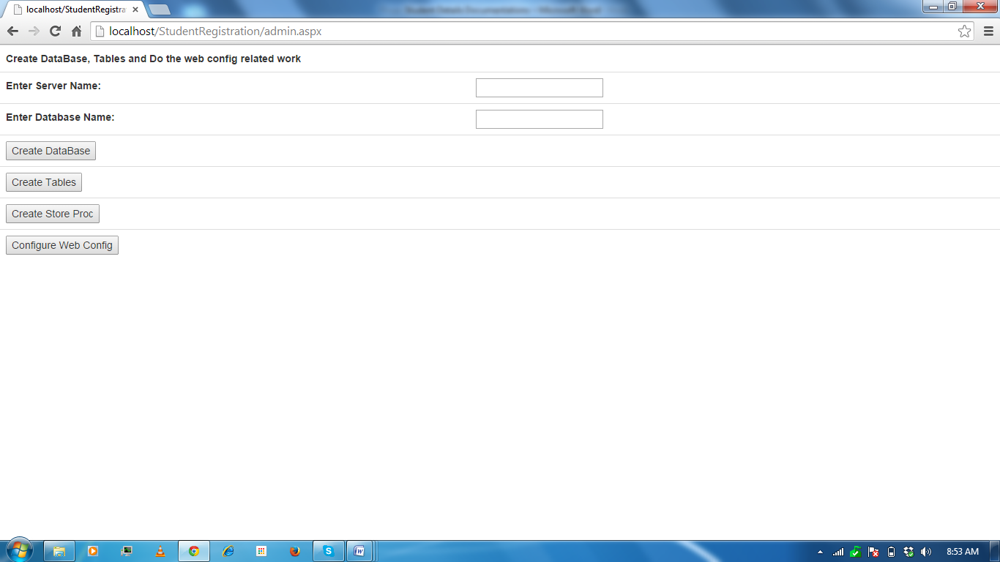 localhost/StudentRegistra
localhost/StudentRegistration/admin.aspx
Create DataBase, Tables and Do the web config related work
Enter Server Name:
Enter Database Name:
Create DataBase
Create Tables
Create Store Proc
Configure Web Config
8:53 AM